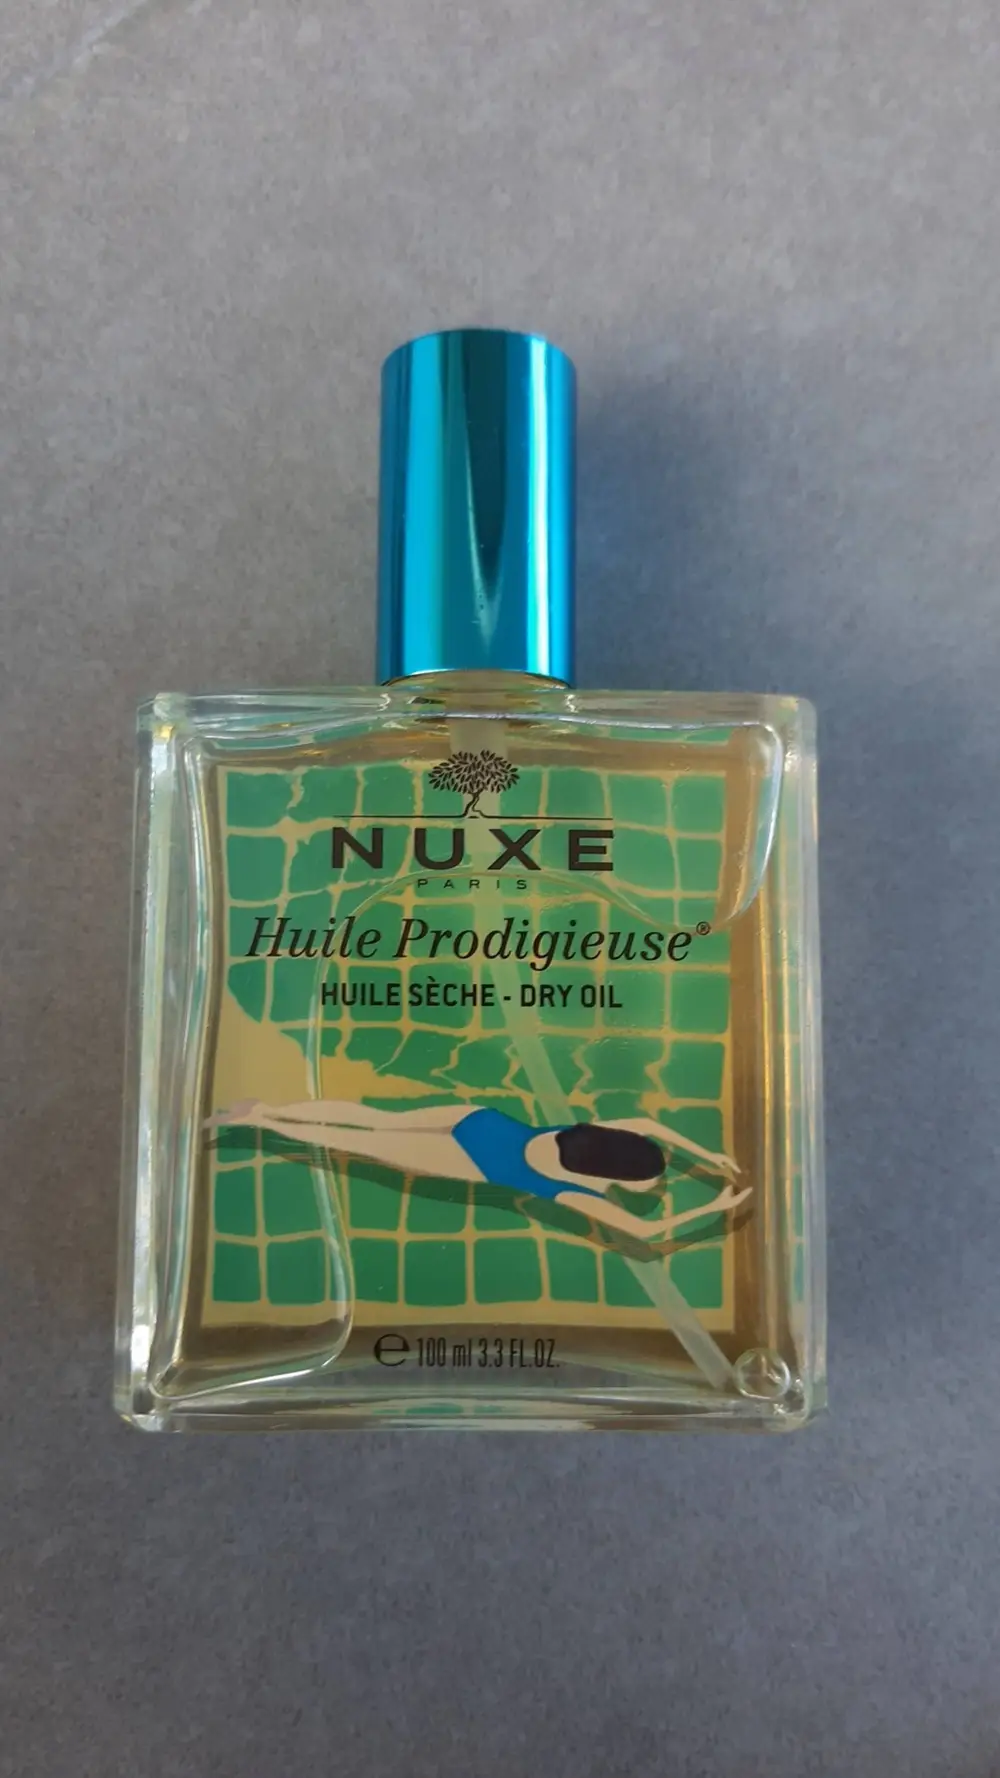 NUXE
PARIS
Huile Prodigieuse®
HUILE SÈCHE - DRY OIL
℮ 100 ml 3.3 FL.OZ.